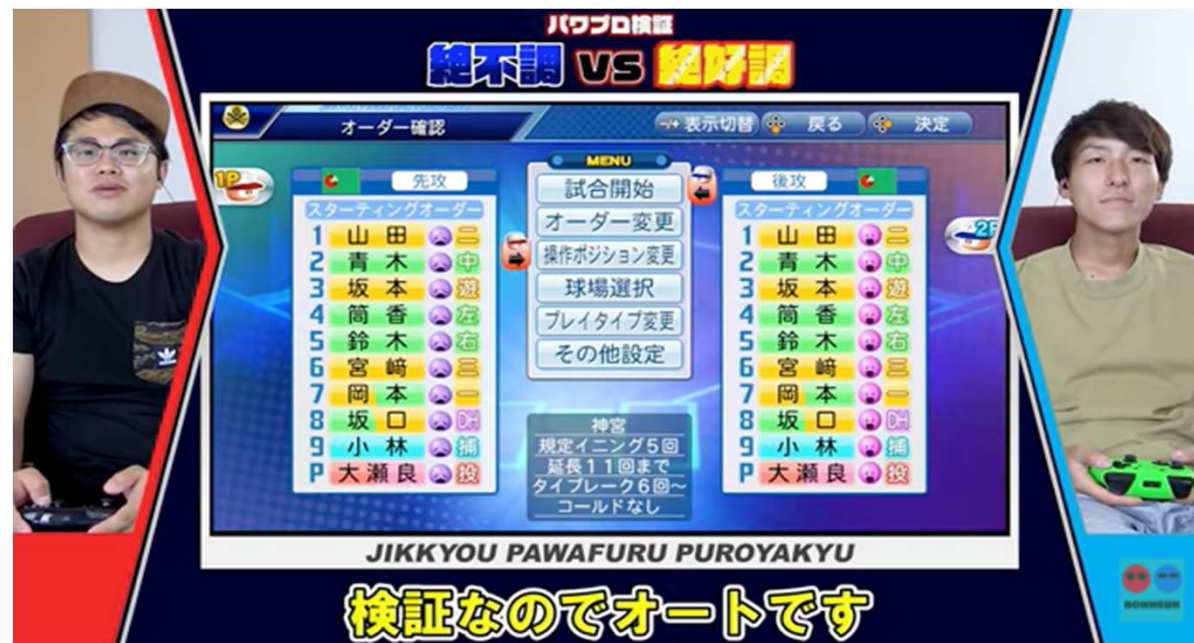 パワプロ検証
絶不調 VS 絶好調
JIKKYOU PAWAFURU PUROYAKYU
オーダー確認
表示切替 戻る 決定
1P
先攻
スターティングオーダー
1 山田 二
2 青木 中
3 坂本 遊
4 筒香 左
5 鈴木 右
6 宮﨑 三
7 岡本 一
8 坂口 DH
9 小林 捕
P 大瀬良 投
MENU
試合開始
オーダー変更
操作ポジション変更
球場選択
プレイタイプ変更
その他設定
神宮
規定イニング5回
延長11回まで
タイブレーク6回~
コールドなし
後攻
2P
スターティングオーダー
1 山田 二
2 青木 中
3 坂本 遊
4 筒香 左
5 鈴木 右
6 宮﨑 三
7 岡本 一
8 坂口 DH
9 小林 捕
P 大瀬良 投
JIKKYOU PAWAFURU PUROYAKYU
検証なのでオートです
BONHEUR